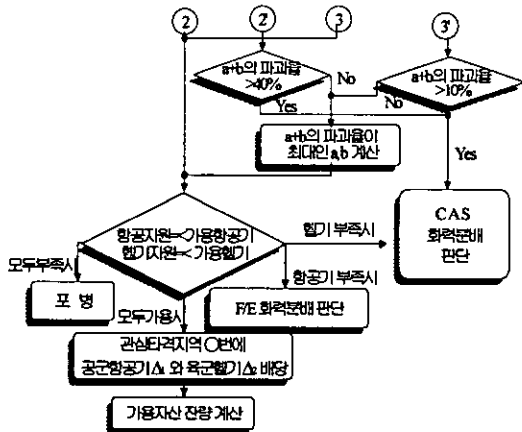 2
2'
3
3'
a+b의 파괴율
>40%
No
a+b의 파괴율
>10%
No
Yes
a+b의 파괴율이
최대인 a,b 계산
Yes
CAS
화력분배
판단
항공지원=<가용항공기
헬기지원=<가용헬기
헬기 부족시
모두부족시
포 병
항공기 부족시
F/E 화력분배 판단
모두가용시
관심타격지역 ○번에
공군항공기 Δ₁ 와 육군헬기 Δ₂ 배당
가용자산 잔량 계산